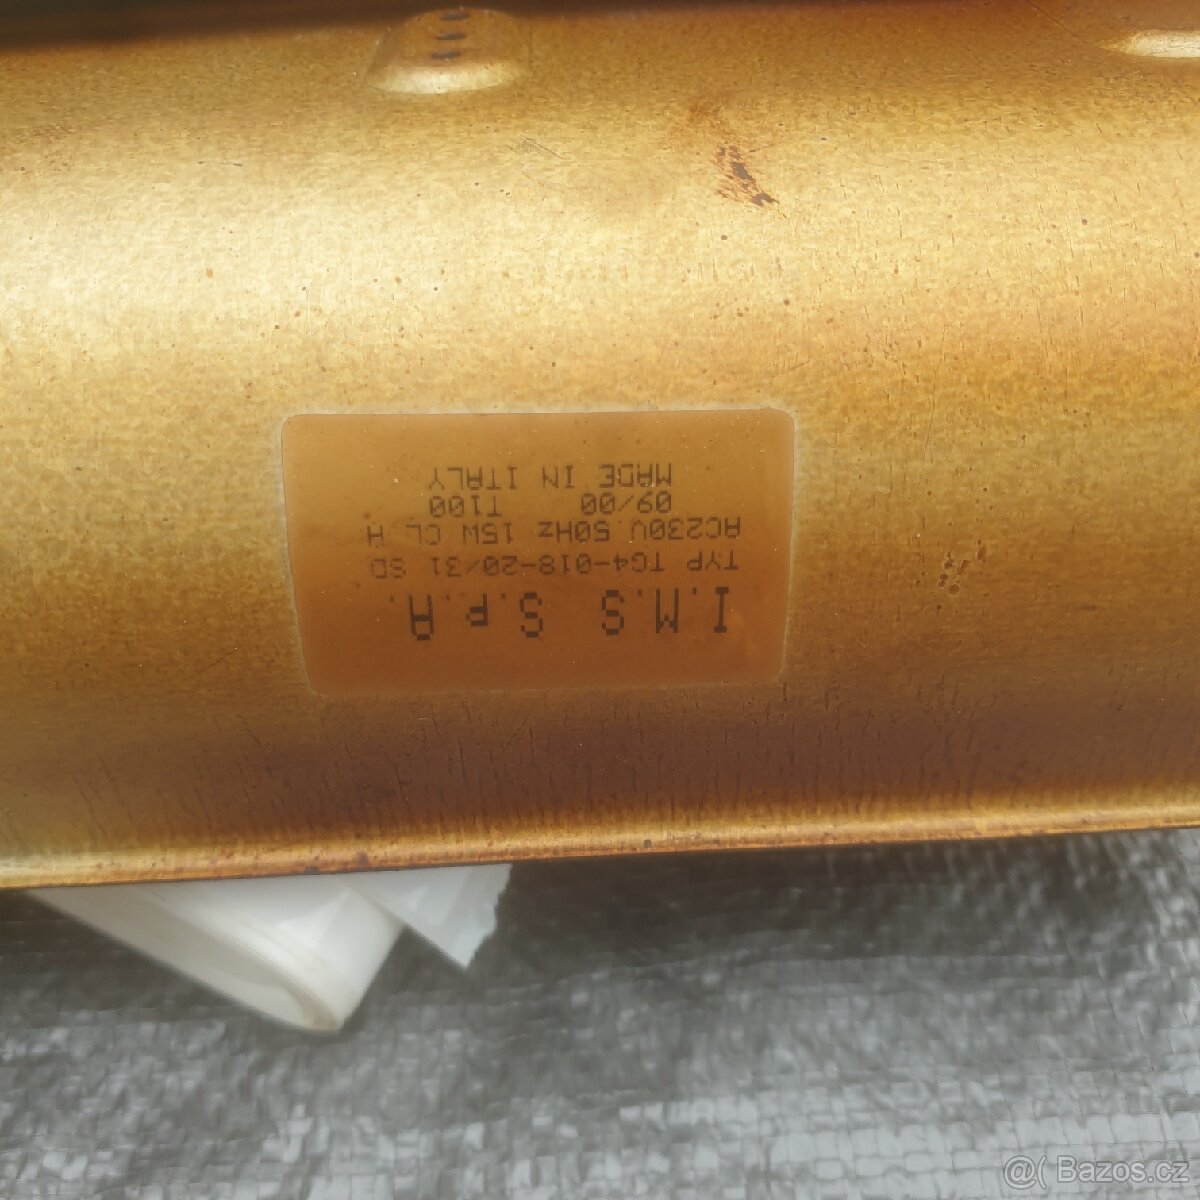 I.M.S S.P.A.
TYP TG4-018-20/31 SD
AC230V 50Hz 15W CL H
09/00 T100
MADE IN ITALY
@( Bazos.cz